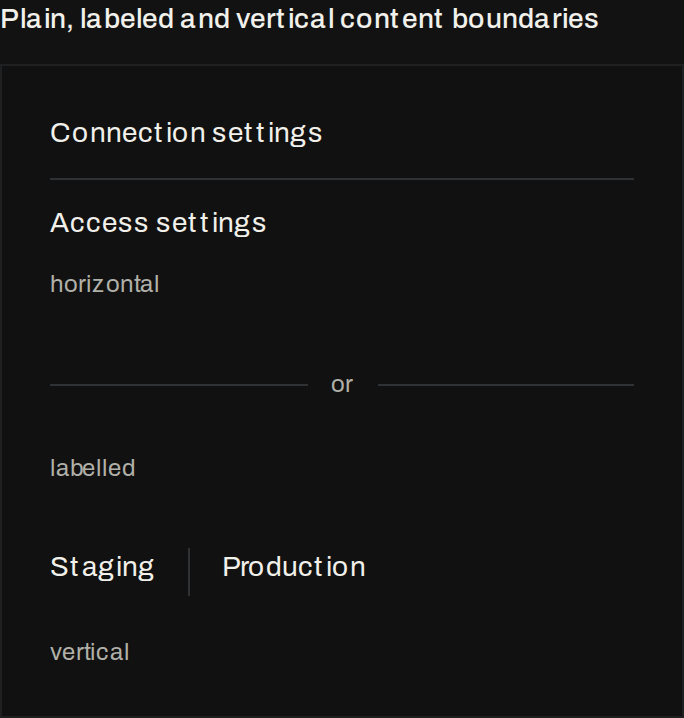 Plain, labeled and vertical content boundaries
Connection settings
Access settings
horizontal
or
labelled
Staging Production
vertical